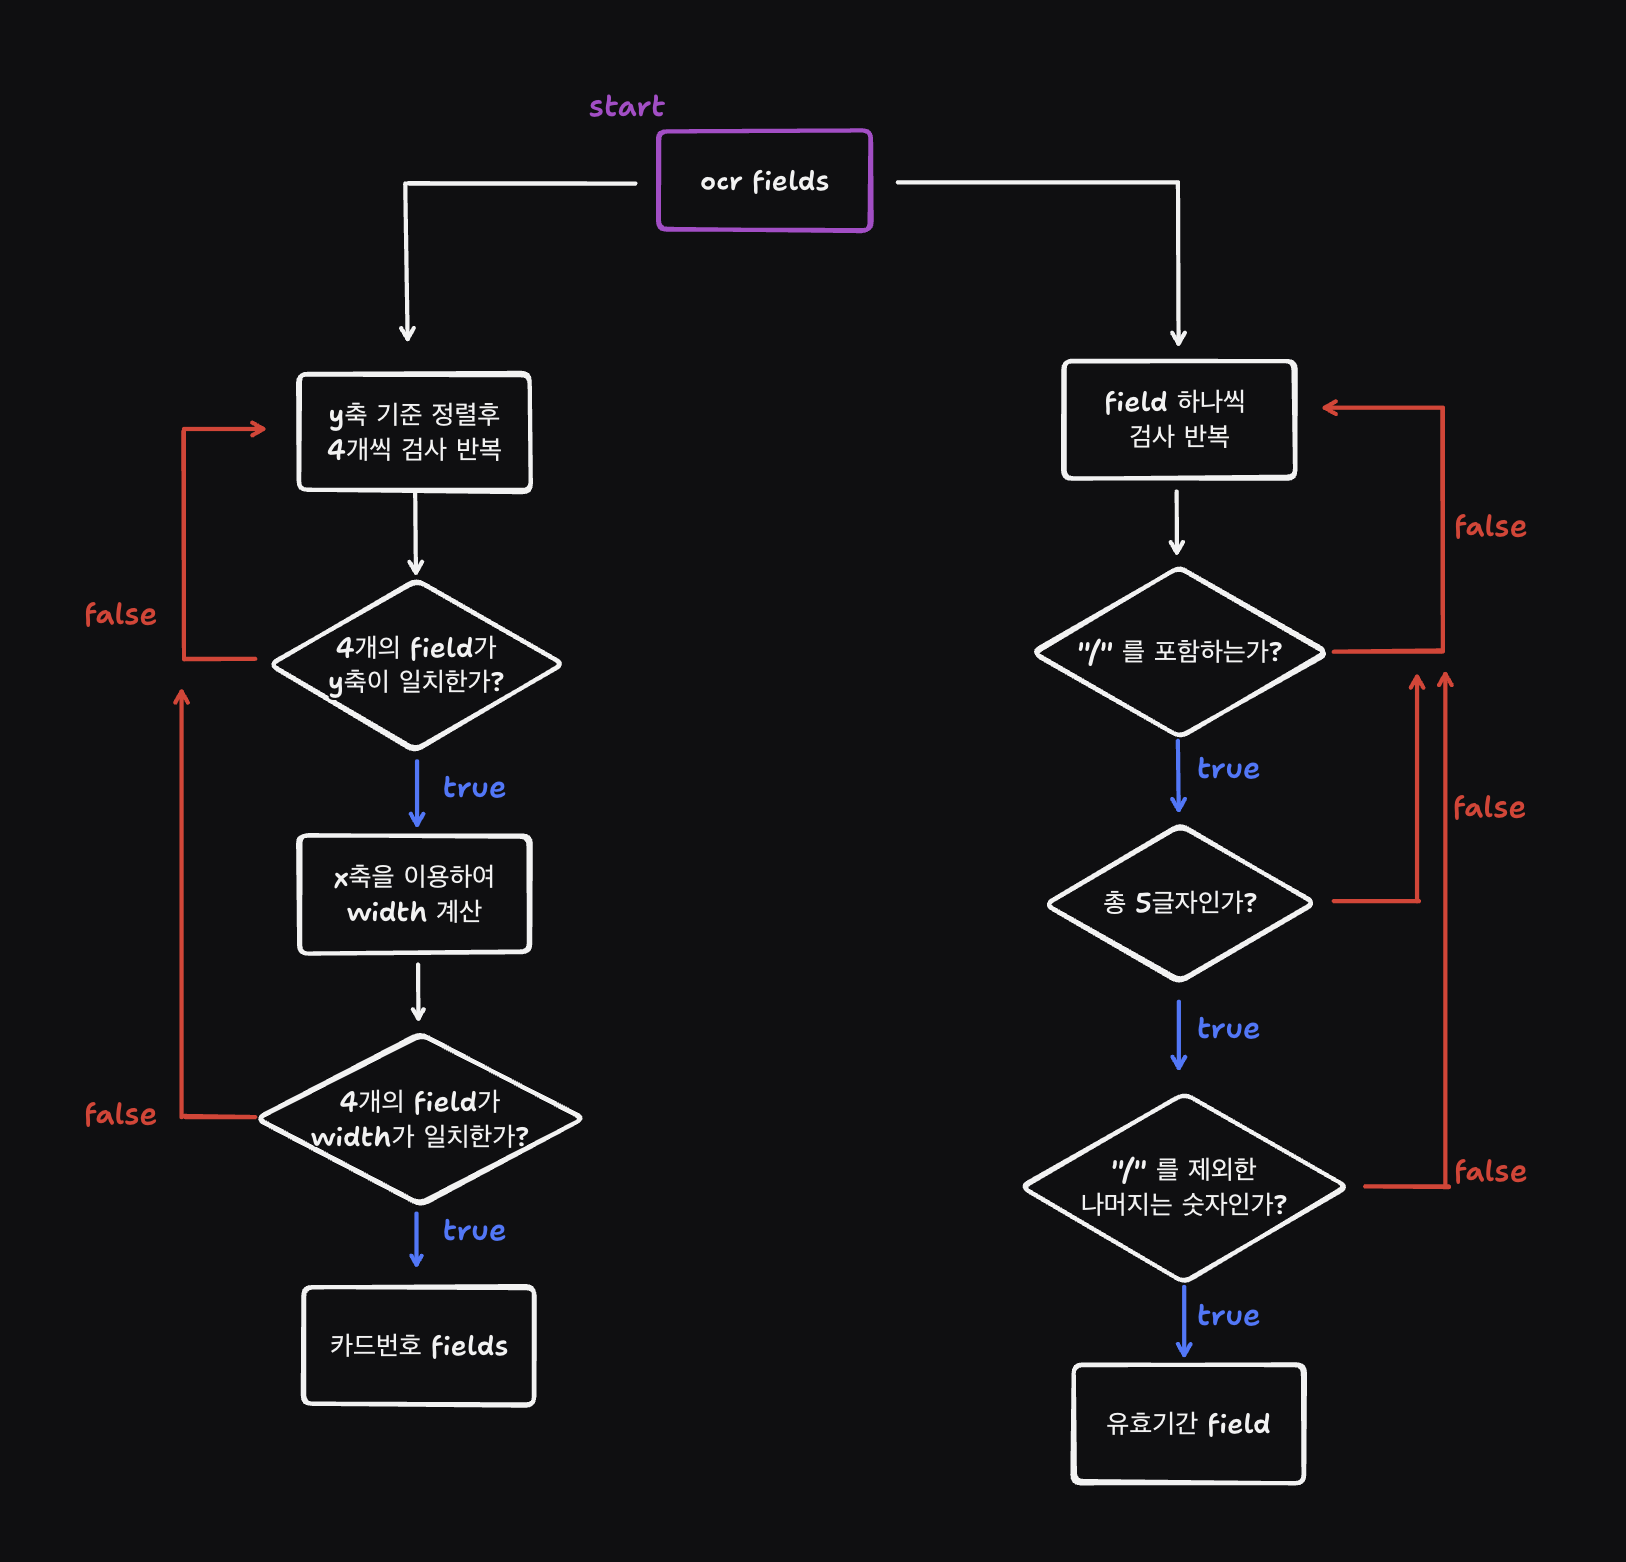 start
ocr fields
y축 기준 정렬후
4개씩 검사 반복
false
4개의 field가
y축이 일치한가?
true
x축을 이용하여
width 계산
false
4개의 field가
width가 일치한가?
true
카드번호 fields
field 하나씩
검사 반복
false
"/" 를 포함하는가?
true
false
총 5글자인가?
true
false
"/" 를 제외한
나머지는 숫자인가?
true
유효기간 field